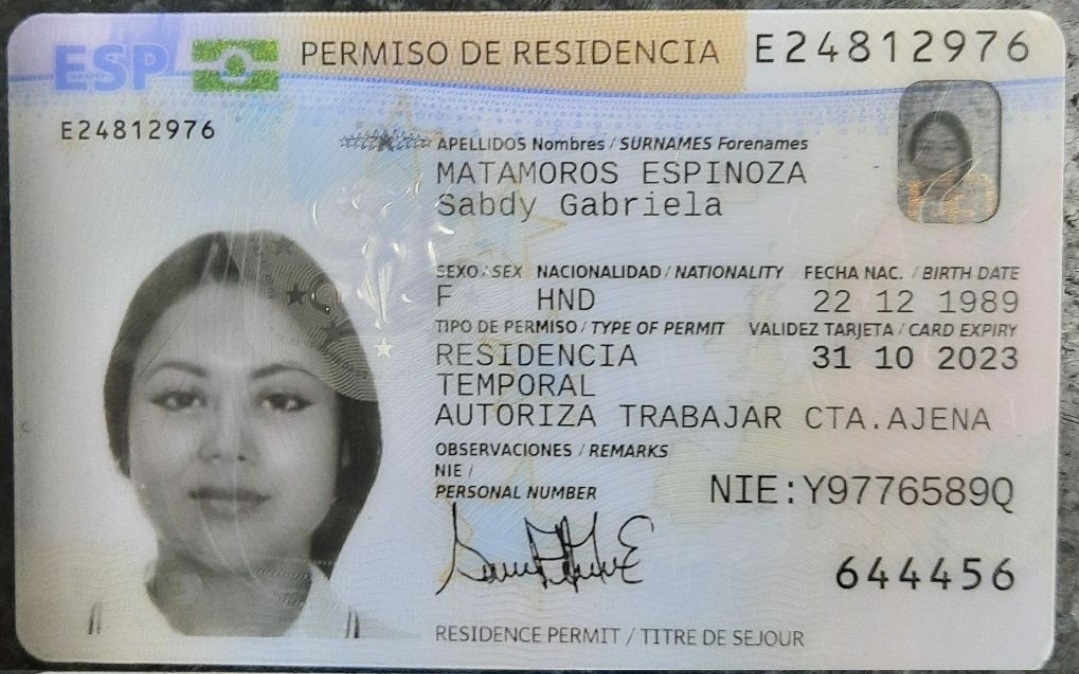 ESP PERMISO DE RESIDENCIA E24812976
E24812976
APELLIDOS Nombres / SURNAMES Forenames
MATAMOROS ESPINOZA
Sabdy Gabriela
SEXO / SEX NACIONALIDAD / NATIONALITY FECHA NAC. / BIRTH DATE
F HND 22 12 1989
TIPO DE PERMISO / TYPE OF PERMIT VALIDEZ TARJETA / CARD EXPIRY
RESIDENCIA 31 10 2023
TEMPORAL
AUTORIZA TRABAJAR CTA.AJENA
OBSERVACIONES / REMARKS
NIE /
PERSONAL NUMBER NIE:Y9776589Q
644456
RESIDENCE PERMIT / TITRE DE SEJOUR